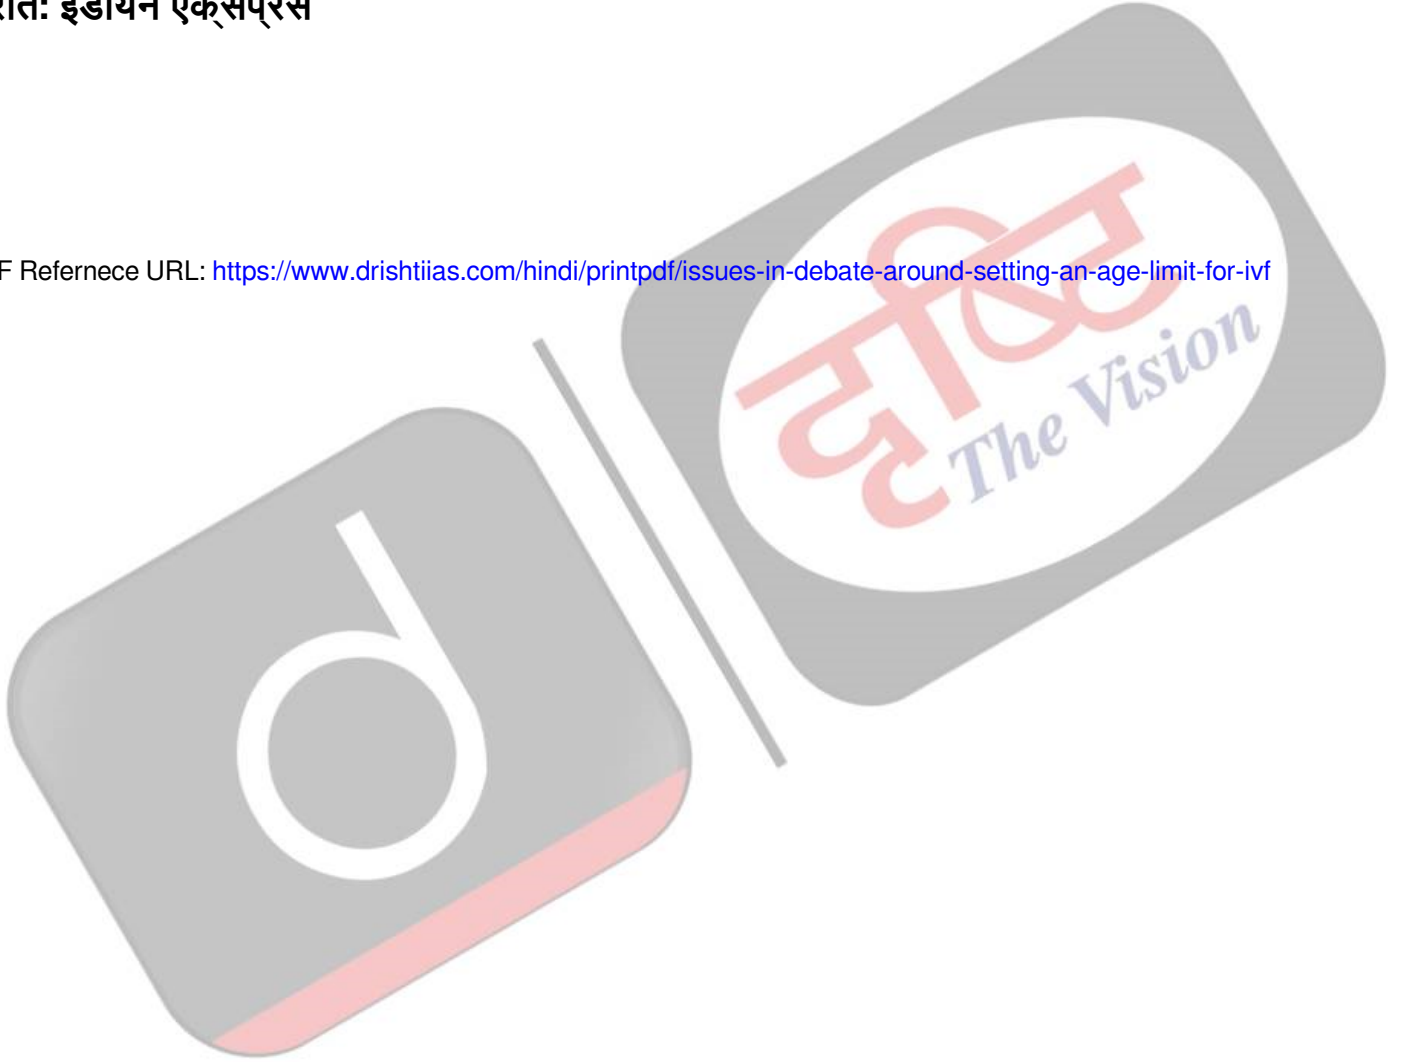 इंडियन एक्सप्रेस
F Refernece URL: https://www.drishtiias.com/hindi/printpdf/issues-in-debate-around-setting-an-age-limit-for-ivf
दृष्टि
The Vision
d